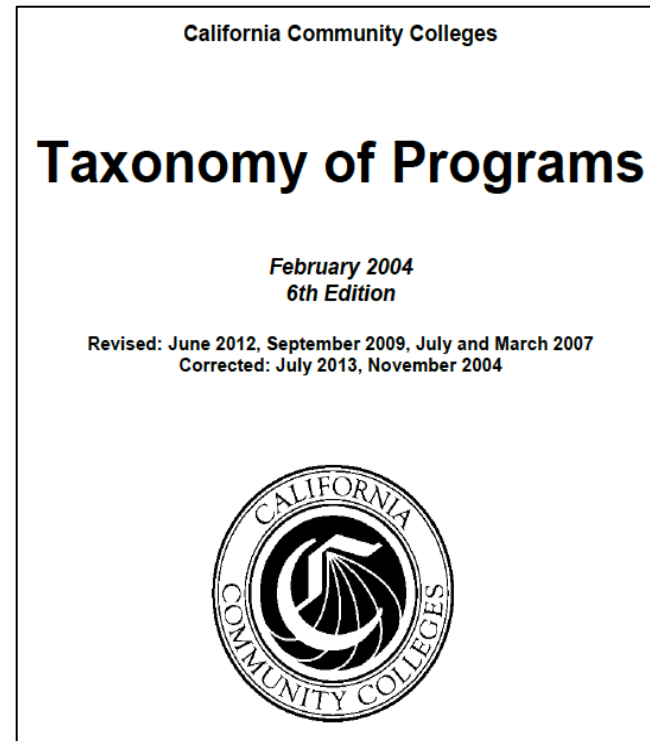 California Community Colleges
Taxonomy of Programs
February 2004
6th Edition
Revised: June 2012, September 2009, July and March 2007
Corrected: July 2013, November 2004
CALIFORNIA
COMMUNITY COLLEGES